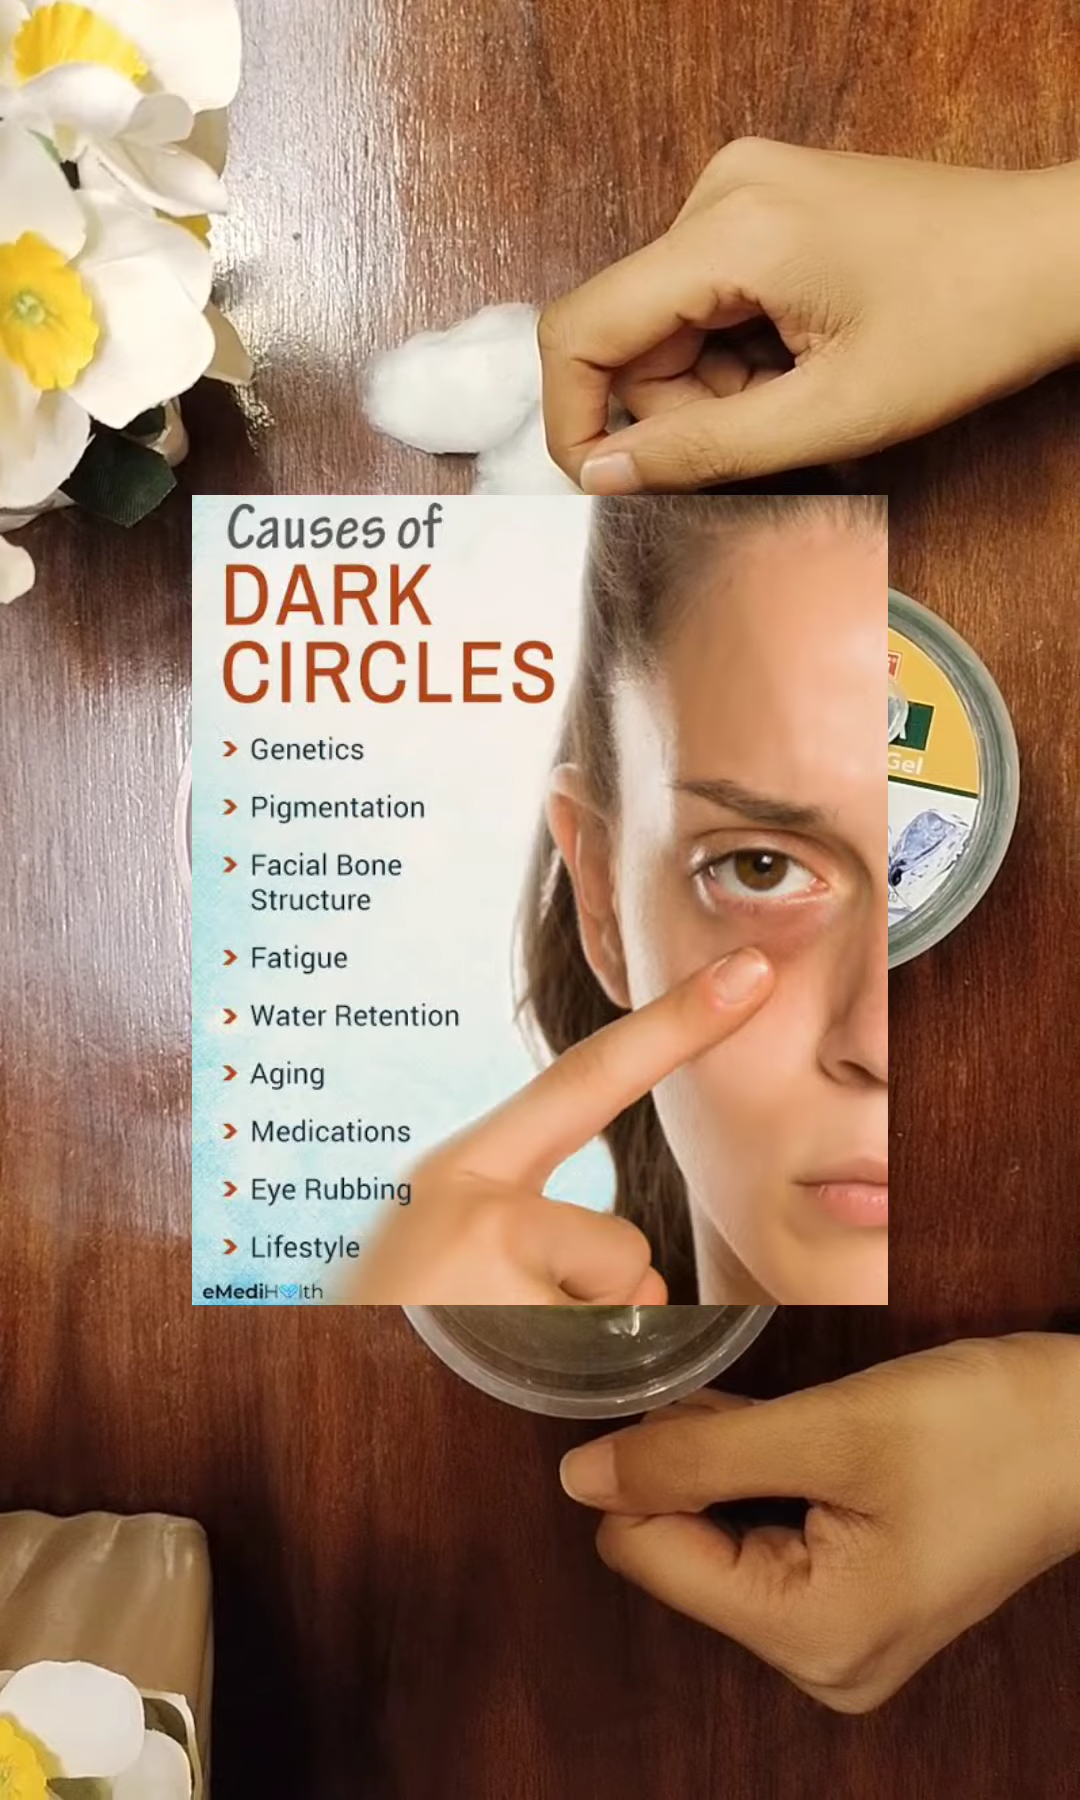 Causes of
DARK
CIRCLES
Genetics
Pigmentation
Facial Bone
Structure
Fatigue
Water Retention
Aging
Medications
Eye Rubbing
Lifestyle
eMediHealth
Gel